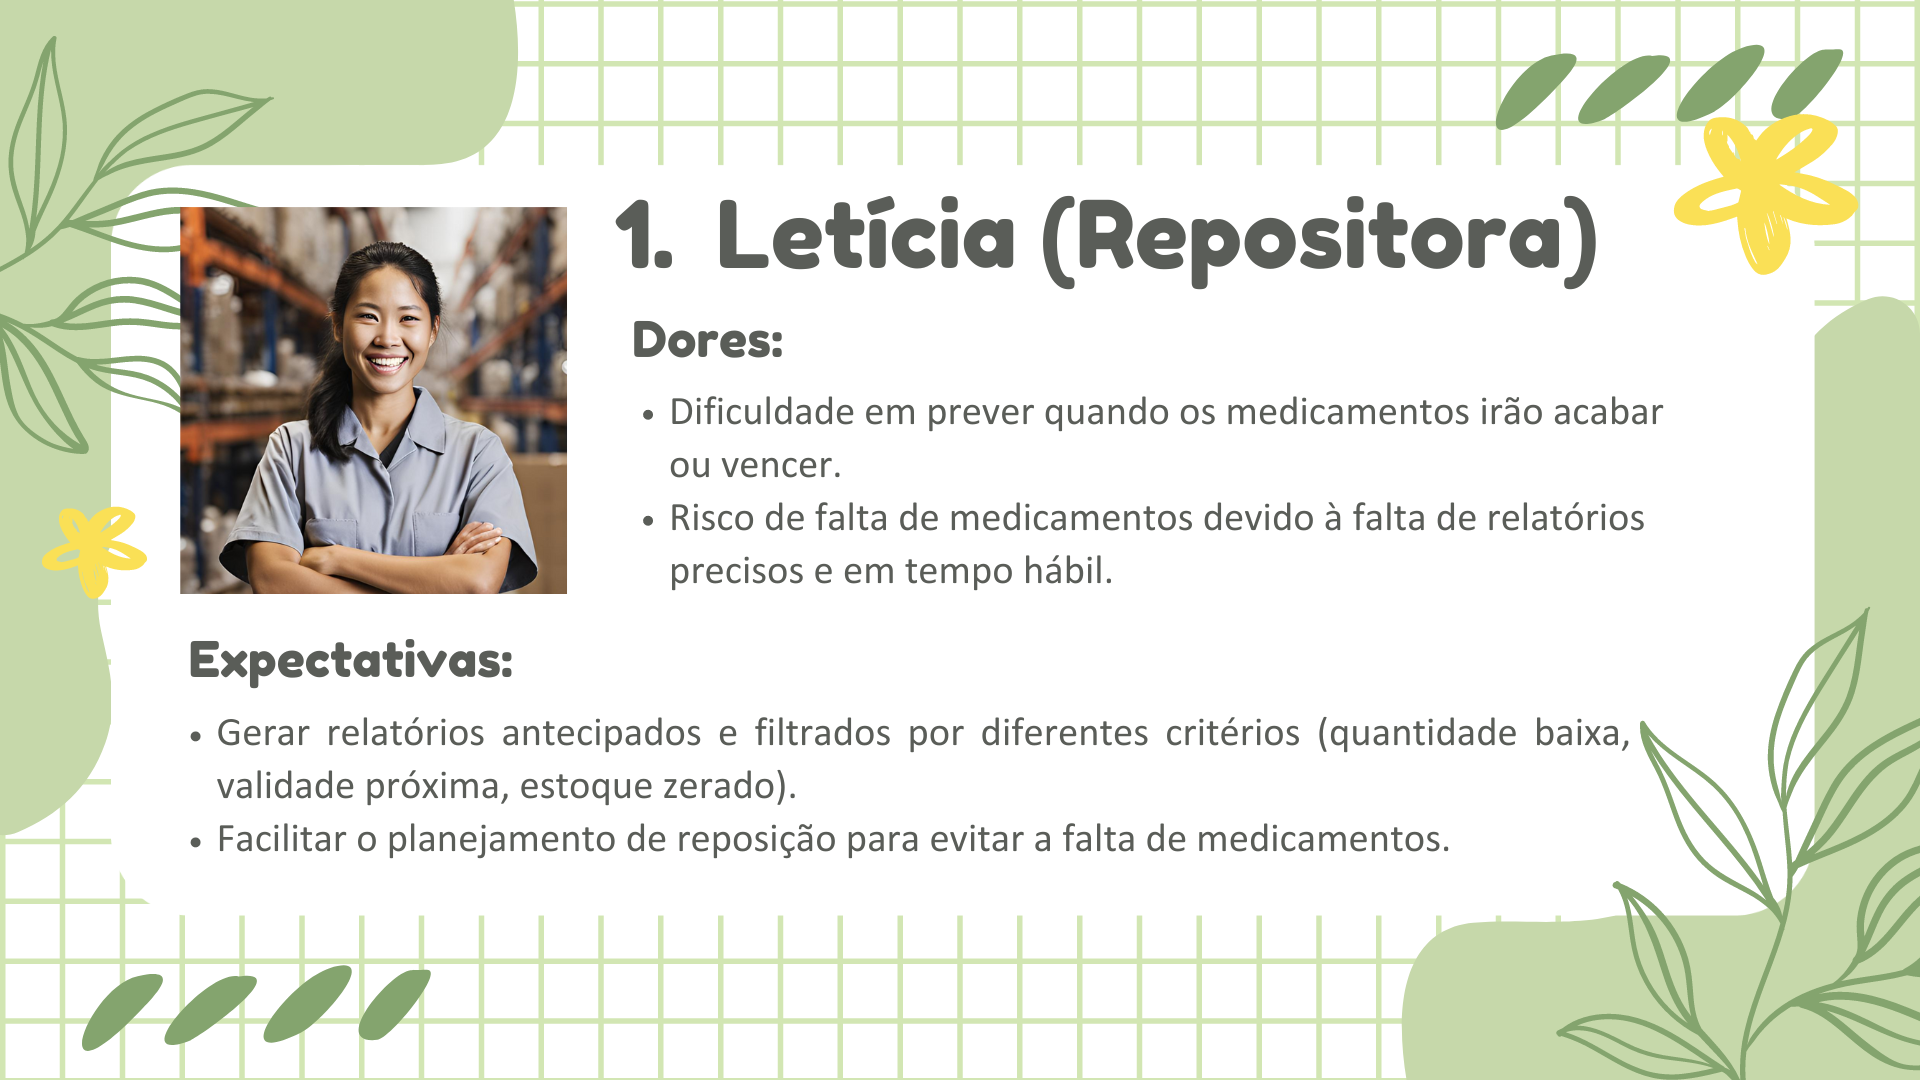 1. Letícia (Repositora)
Dores:
• Dificuldade em prever quando os medicamentos irão acabar
ou vencer.
• Risco de falta de medicamentos devido à falta de relatórios
precisos e em tempo hábil.
Expectativas:
• Gerar relatórios antecipados e filtrados por diferentes critérios (quantidade baixa,
validade próxima, estoque zerado).
• Facilitar o planejamento de reposição para evitar a falta de medicamentos.